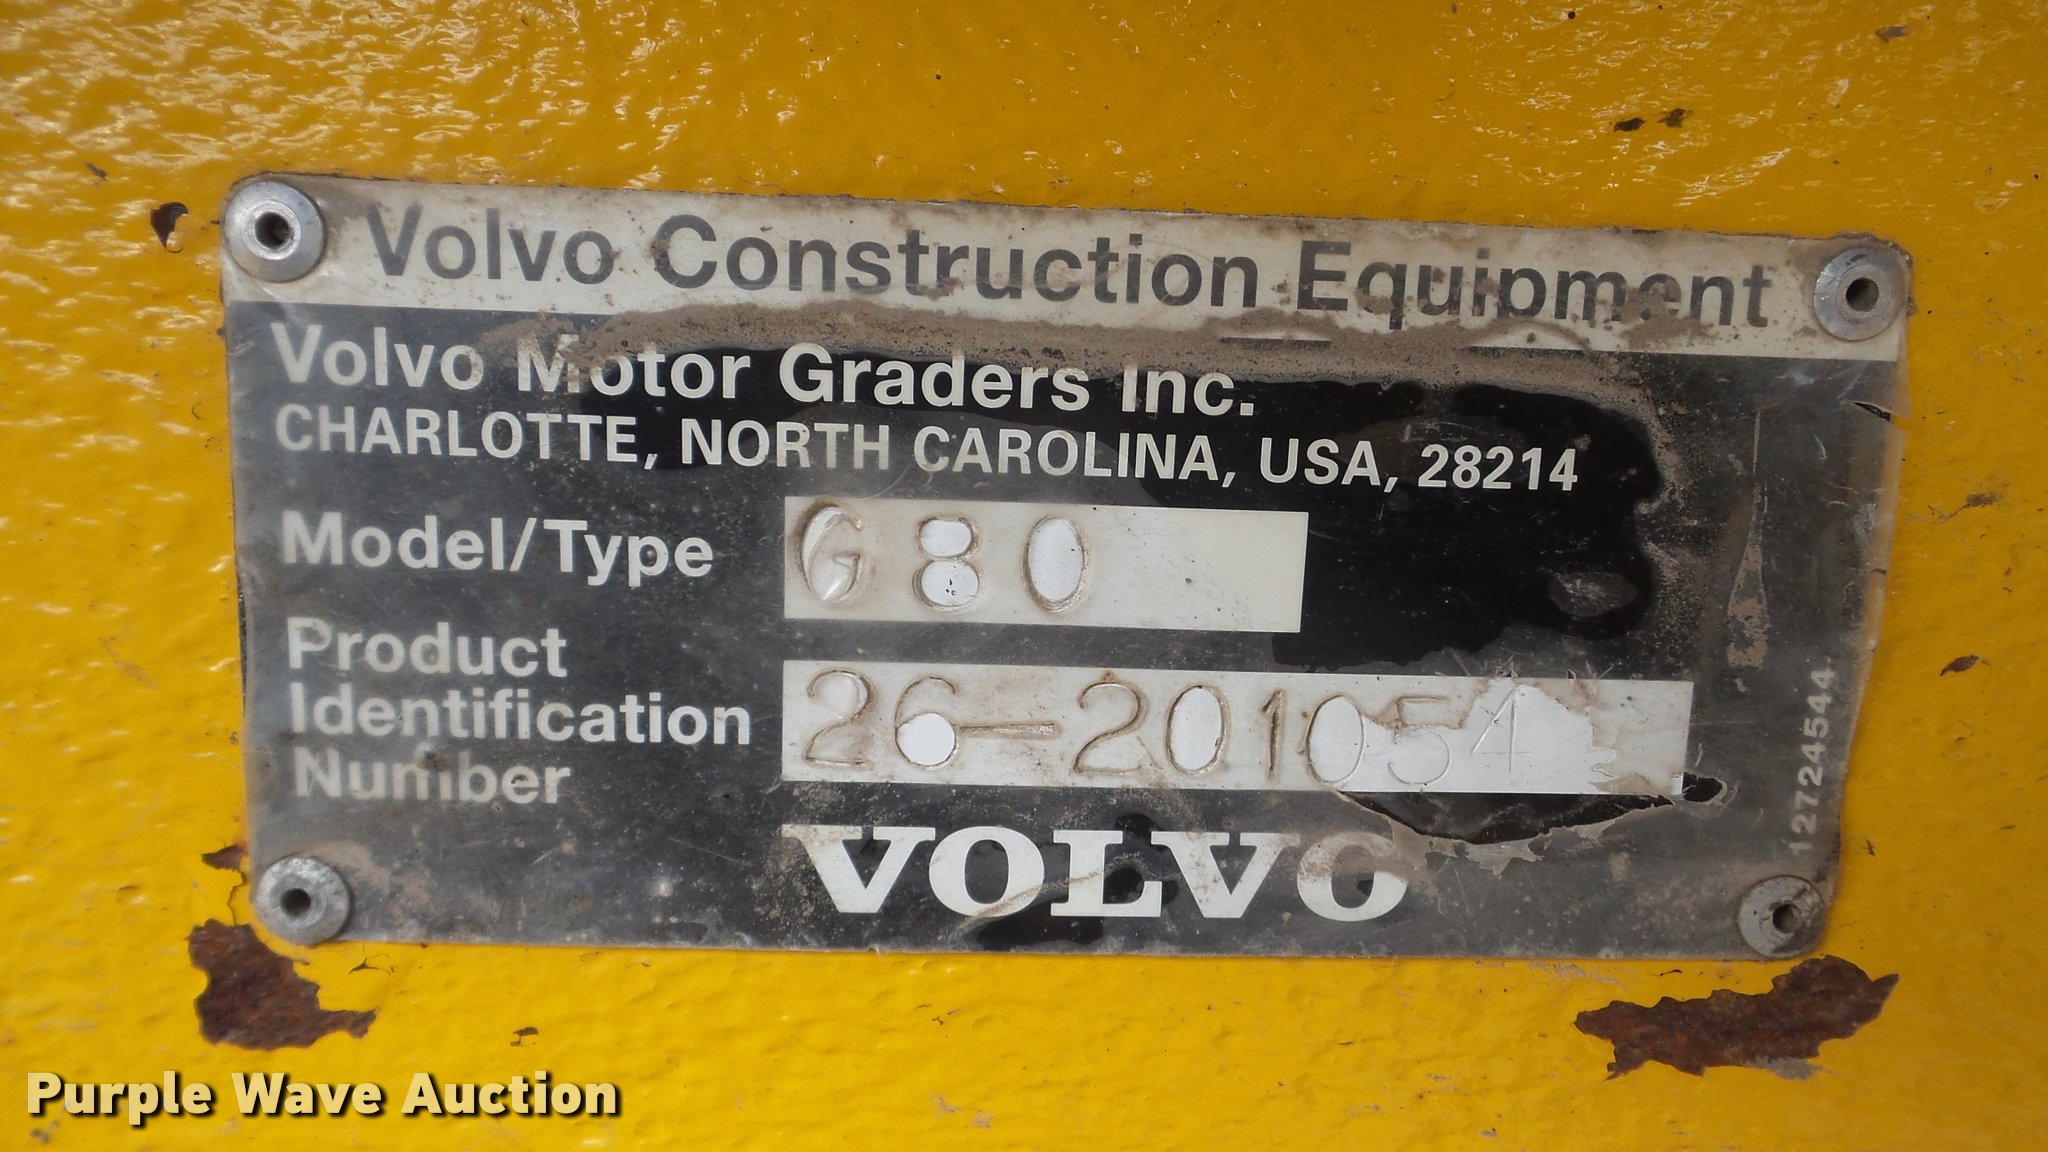 Volvo Construction Equipment
Volvo Motor Graders Inc.
CHARLOTTE, NORTH CAROLINA, USA, 28214
Model/Type G80
Product
Identification
Number
26-201054
VOLVO
12724544
Purple Wave Auction